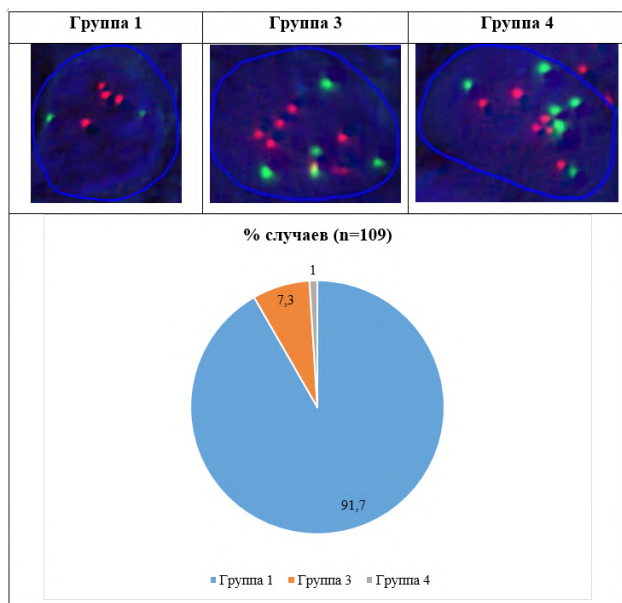 Группа 1 Группа 3 Группа 4
% случаев (n=109)
1
7,3
91,7
Группа 1 Группа 3 Группа 4